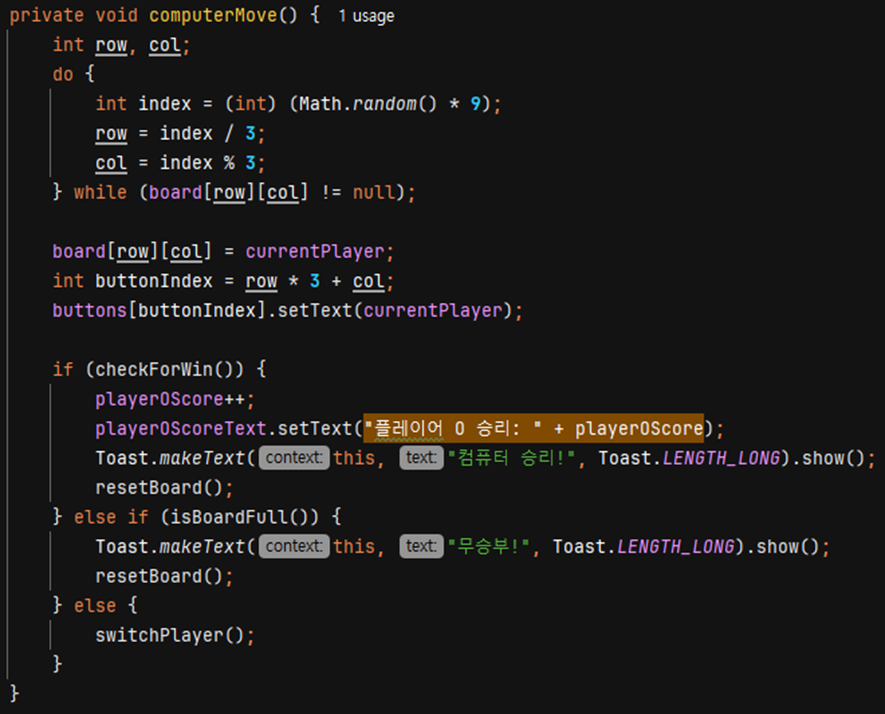 private void computerMove() { 1 usage
int row, col;
do {
int index = (int) (Math.random() * 9);
row = index / 3;
col = index % 3;
} while (board[row][col] != null);
board[row][col] = currentPlayer;
int buttonIndex = row * 3 + col;
buttons[buttonIndex].setText(currentPlayer);
if (checkForWin()) {
playerOScore++;
playerOScoreText.setText("플레이어 O 승리: " + playerOScore);
Toast.makeText( context: this, text: "컴퓨터 승리!", Toast.LENGTH_LONG).show();
resetBoard();
} else if (isBoardFull()) {
Toast.makeText( context: this, text: "무승부!", Toast.LENGTH_LONG).show();
resetBoard();
} else {
switchPlayer();
}
}